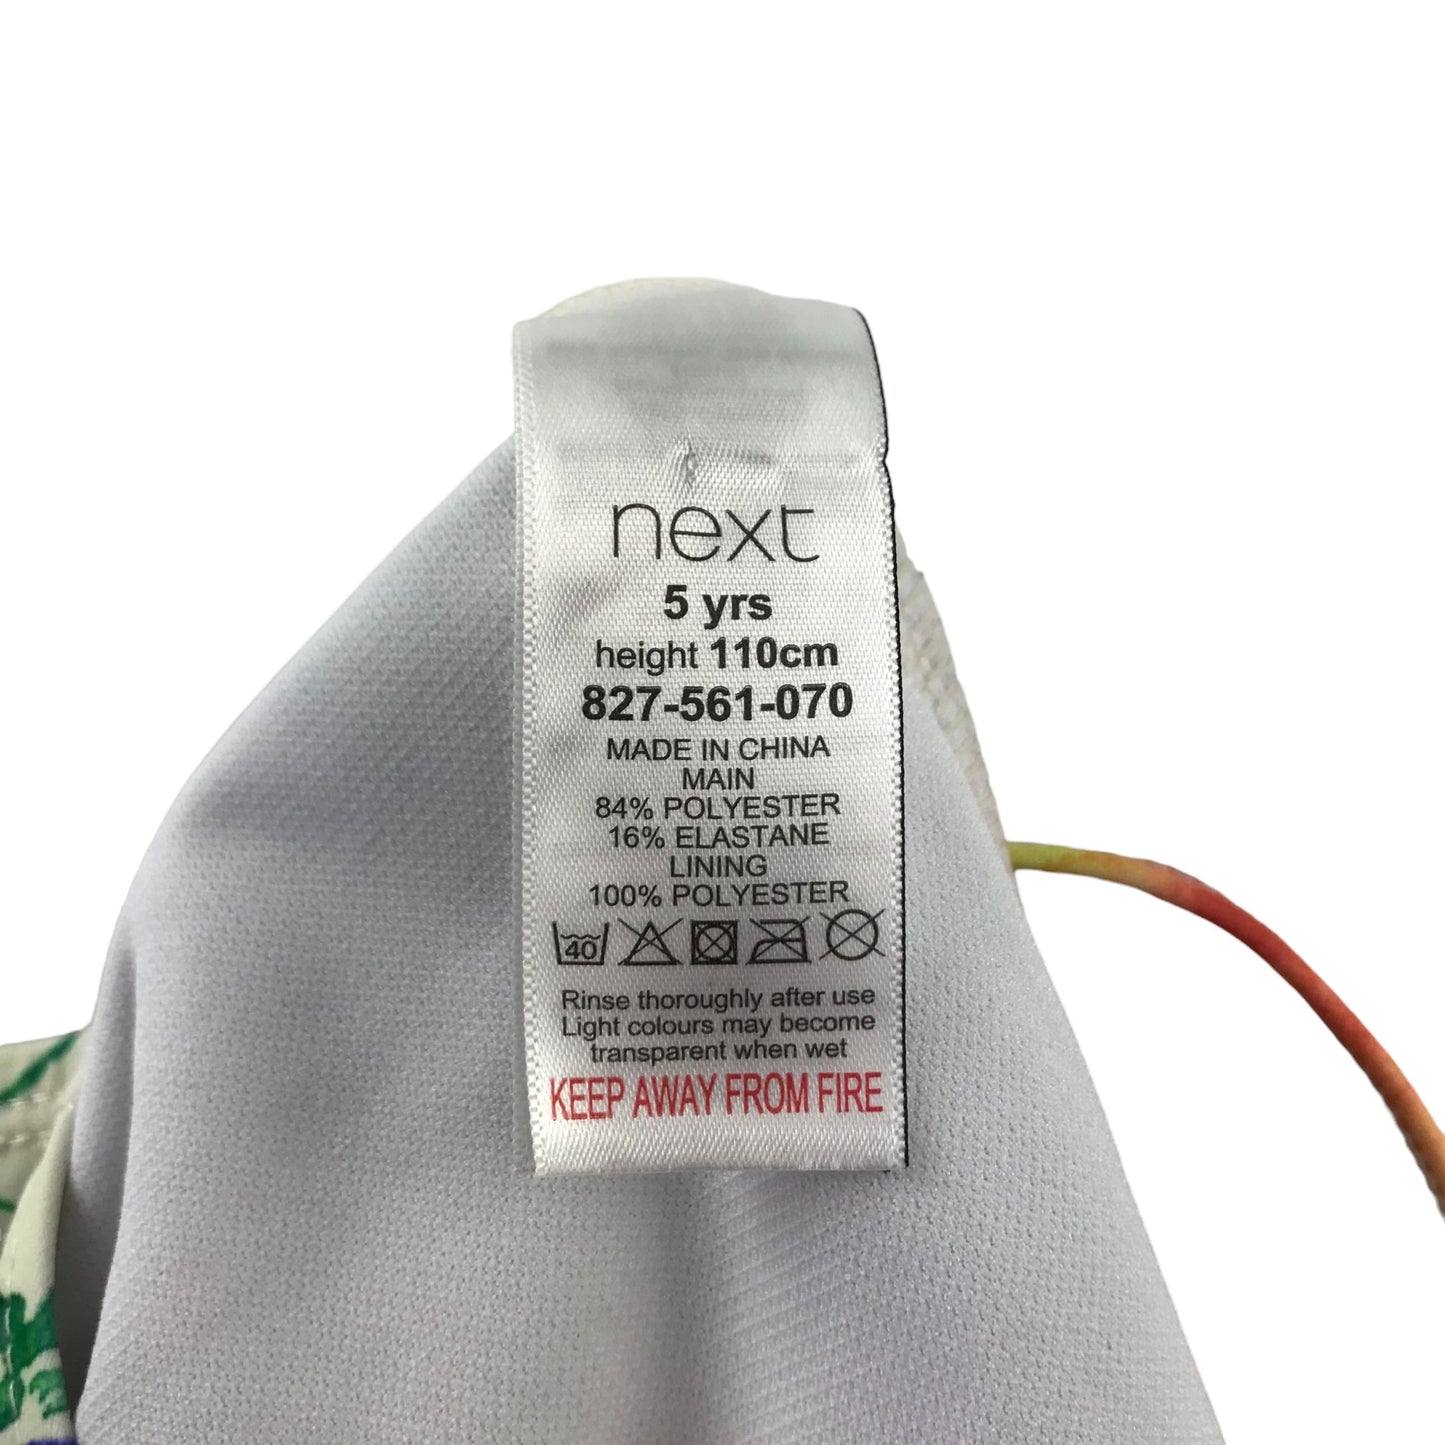 next
5 yrs
height 110cm
827-561-070
MADE IN CHINA
MAIN
84% POLYESTER
16% ELASTANE
LINING
100% POLYESTER
40
Rinse thoroughly after use
Light colours may become
transparent when wet
KEEP AWAY FROM FIRE